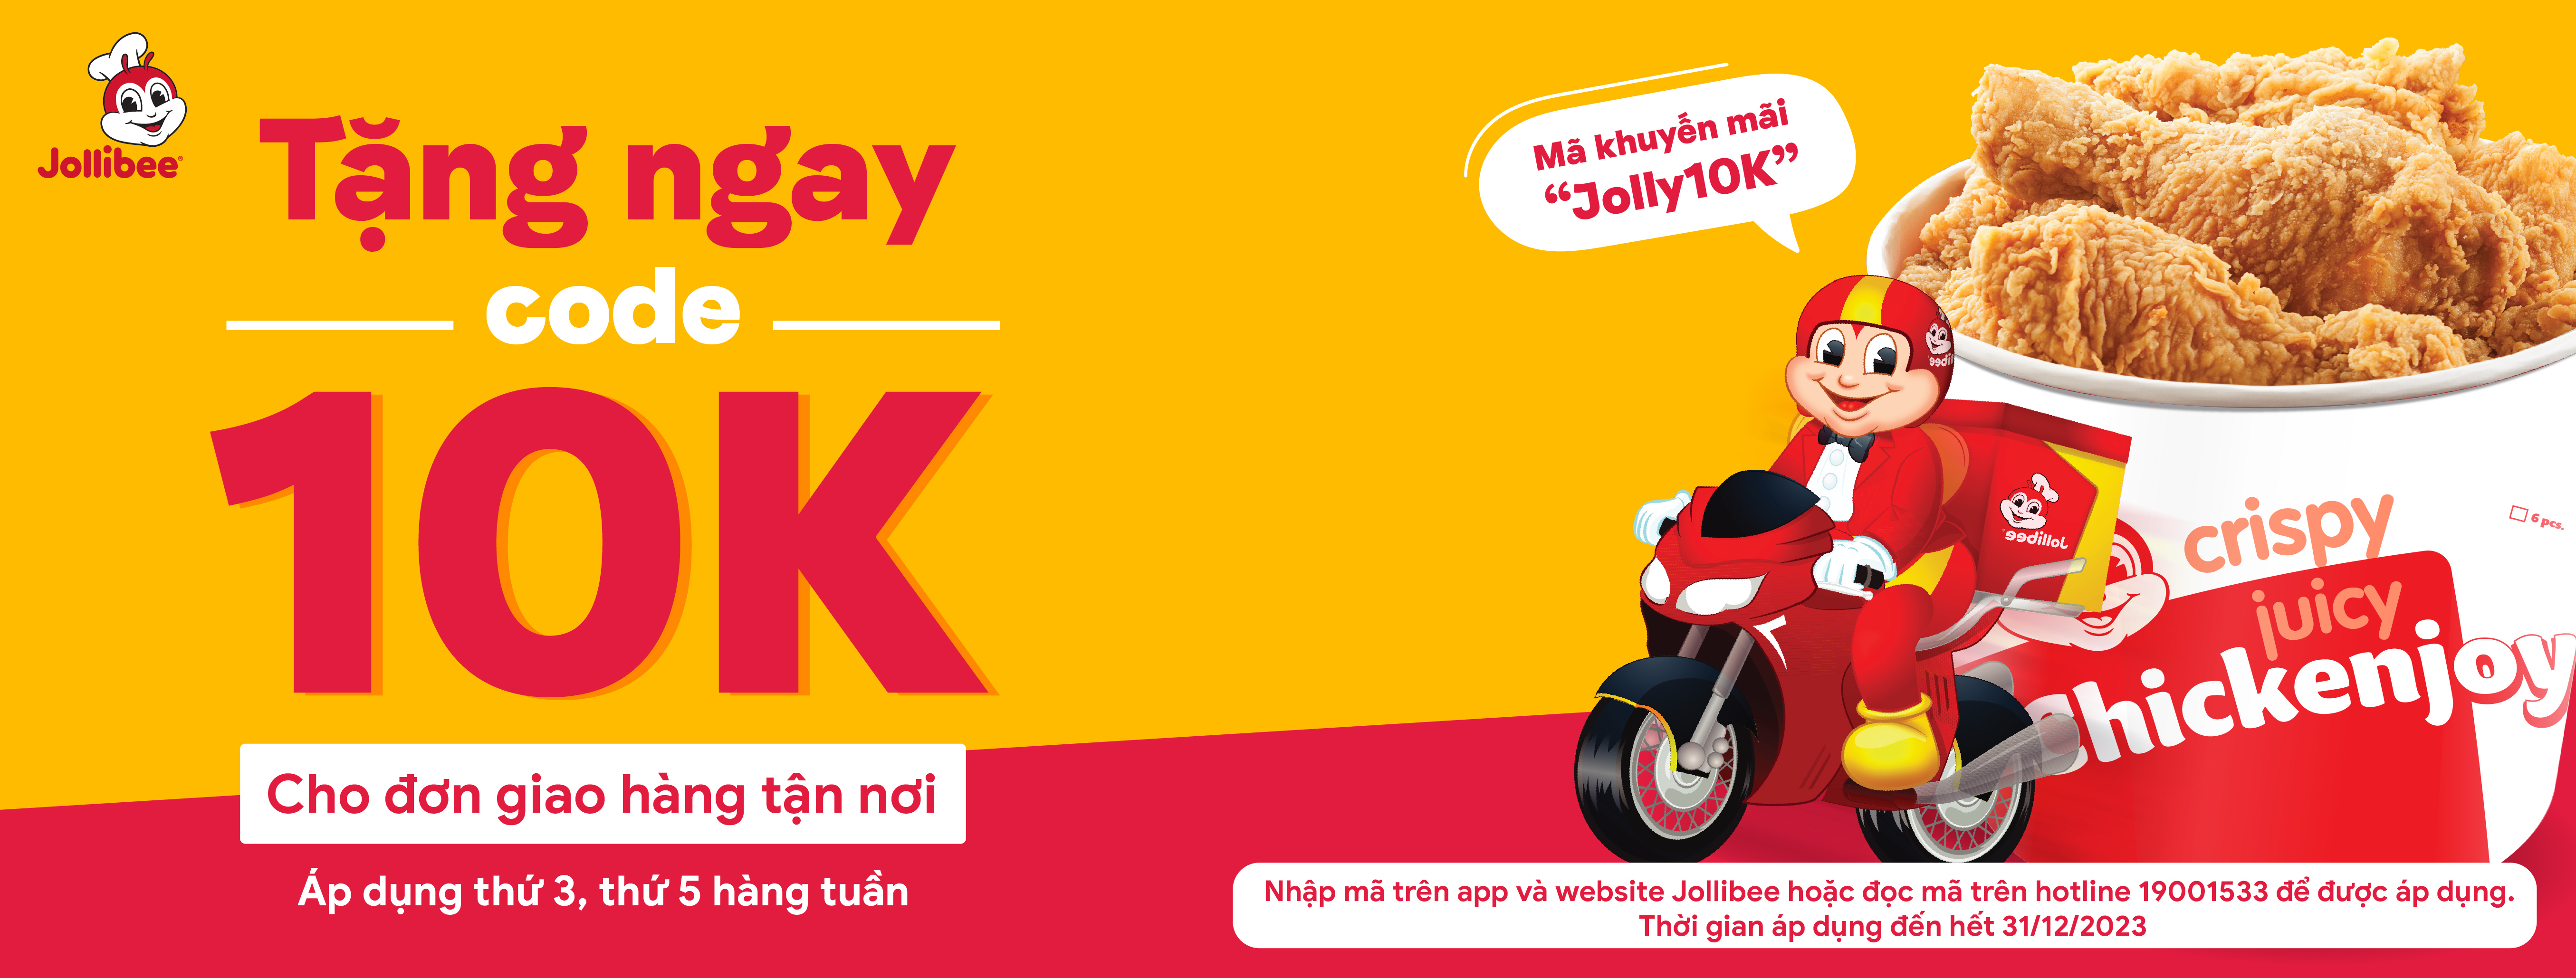 Jollibee
Tặng ngay
code
10K
Cho đơn giao hàng tận nơi
Áp dụng thứ 3, thứ 5 hàng tuần
Mã khuyến mãi
“Jolly10K”
Jollibee
Jollibee
crispy
juicy
Chickenjoy
6 pcs.
Nhập mã trên app và website Jollibee hoặc đọc mã trên hotline 19001533 để được áp dụng.
Thời gian áp dụng đến hết 31/12/2023